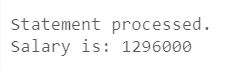 Statement processed.
Salary is: 1296000